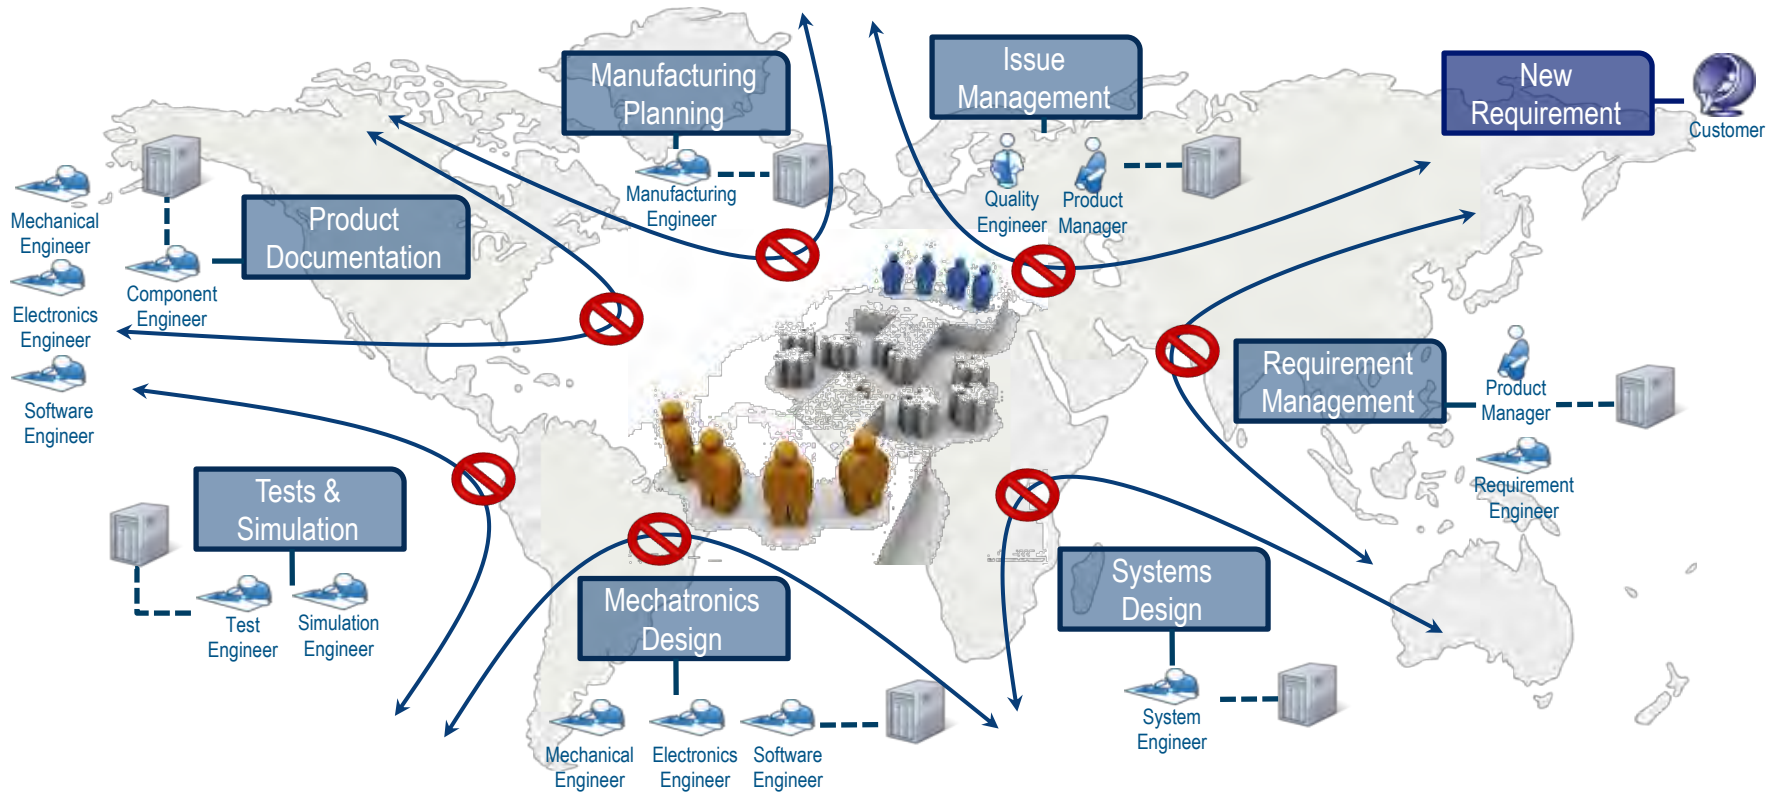 Manufacturing
Planning
Manufacturing
Engineer
Issue
Management
Quality
Engineer
Product
Manager
New
Requirement
Customer
Mechanical
Engineer
Electronics
Engineer
Software
Engineer
Component
Engineer
Product
Documentation
Requirement
Management
Product
Manager
Requirement
Engineer
Tests &
Simulation
Test
Engineer
Simulation
Engineer
Mechatronics
Design
Mechanical
Engineer
Electronics
Engineer
Software
Engineer
Systems
Design
System
Engineer